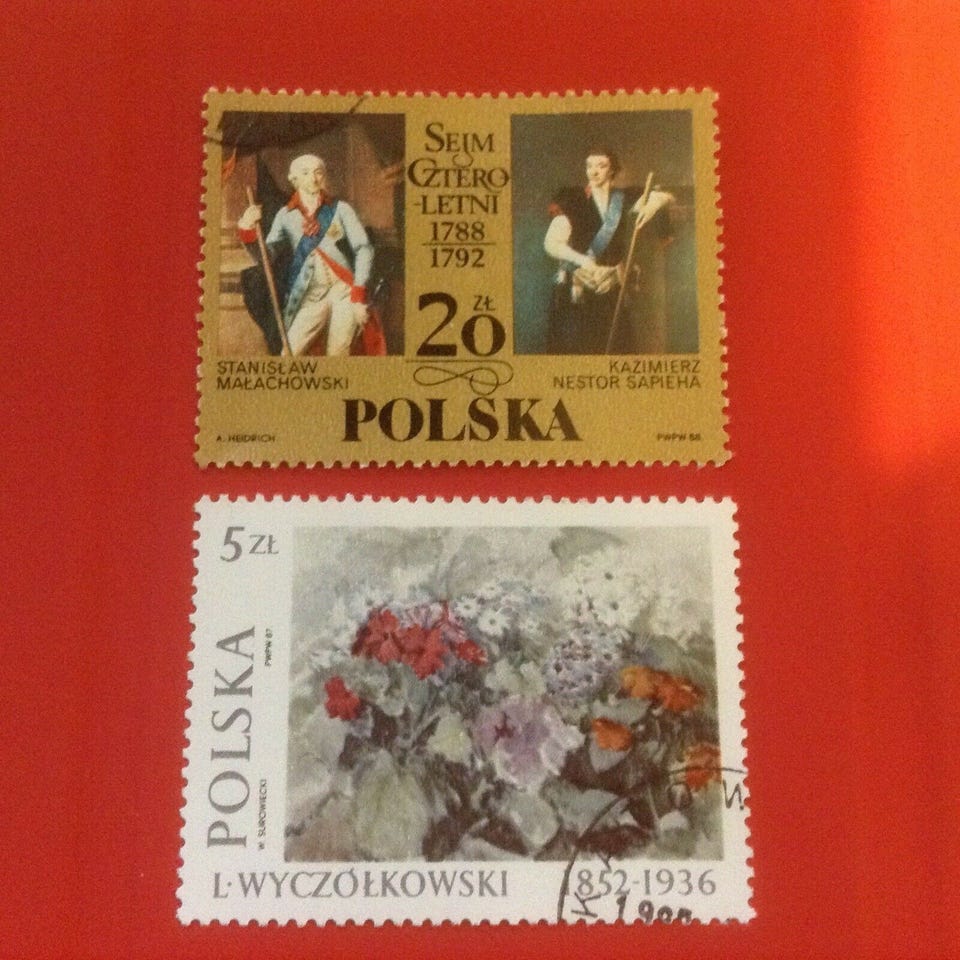 SEJM
CZTERO
-LETNI
1788
1792
20 ZŁ
STANISŁAW
MAŁACHOWSKI
KAZIMIERZ
NESTOR SAPIEHA
POLSKA
A. HEIDRICH
PWPW 88
5 ZŁ
POLSKA
PWPW 87
W. SUROWIECKI
L·WYCZÓŁKOWSKI 1852-1936